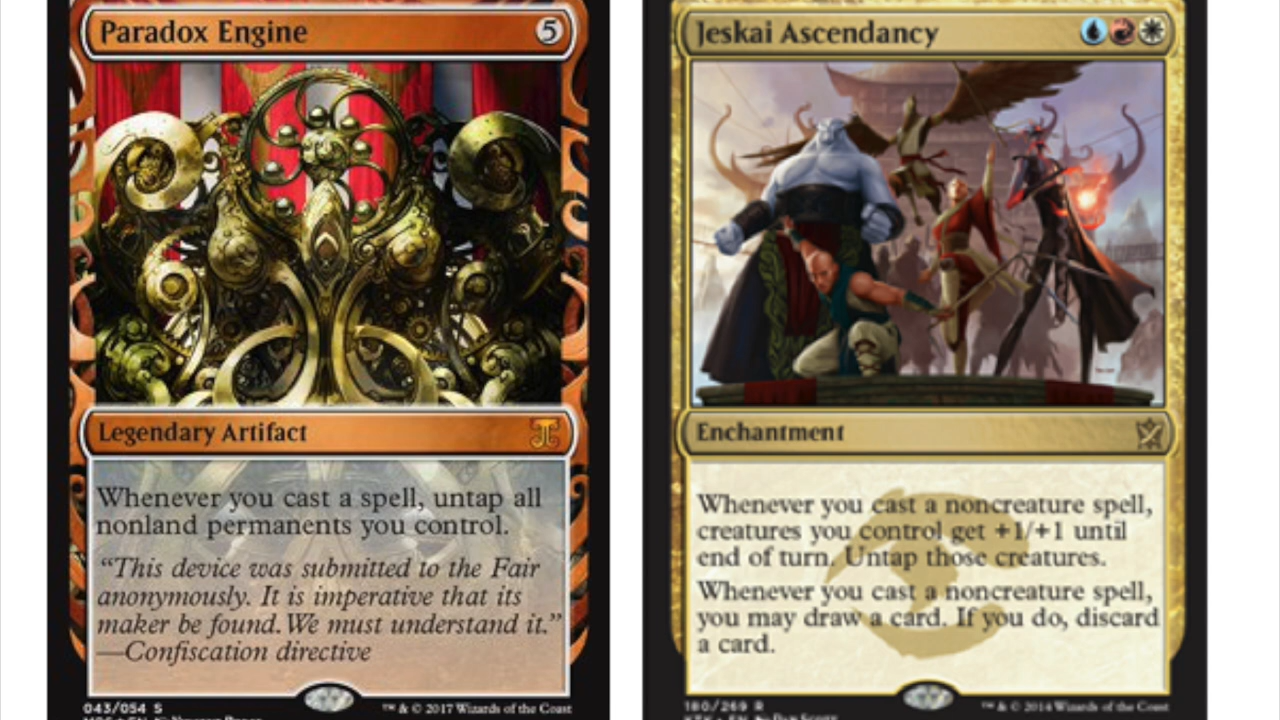 Paradox Engine 5
Legendary Artifact
Whenever you cast a spell, untap all
nonland permanents you control.
“This device was submitted to the Fair
anonymously. It is imperative that its
maker be found. We must understand it.”
—Confiscation directive
043/054 S
™ & © 2017 Wizards of the Coast
Jeskai Ascendancy
Enchantment
Whenever you cast a noncreature spell,
creatures you control get +1/+1 until
end of turn. Untap those creatures.
Whenever you cast a noncreature spell,
you may draw a card. If you do, discard
a card.
180/269 R
™ & © 2014 Wizards of the Coast